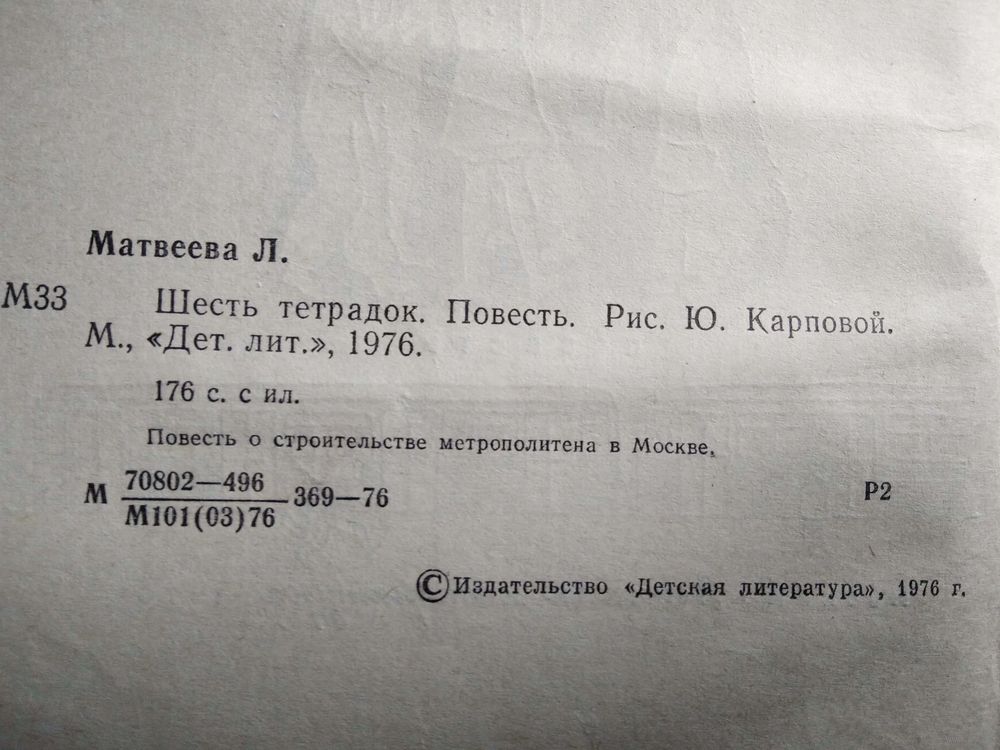 Матвеева Л.
М33 Шесть тетрадок. Повесть. Рис. Ю. Карповой.
М., «Дет. лит.», 1976.
176 с. с ил.
Повесть о строительстве метрополитена в Москве.
М 70802—496 369—76 Р2
М101(03)76
©Издательство «Детская литература», 1976 г.